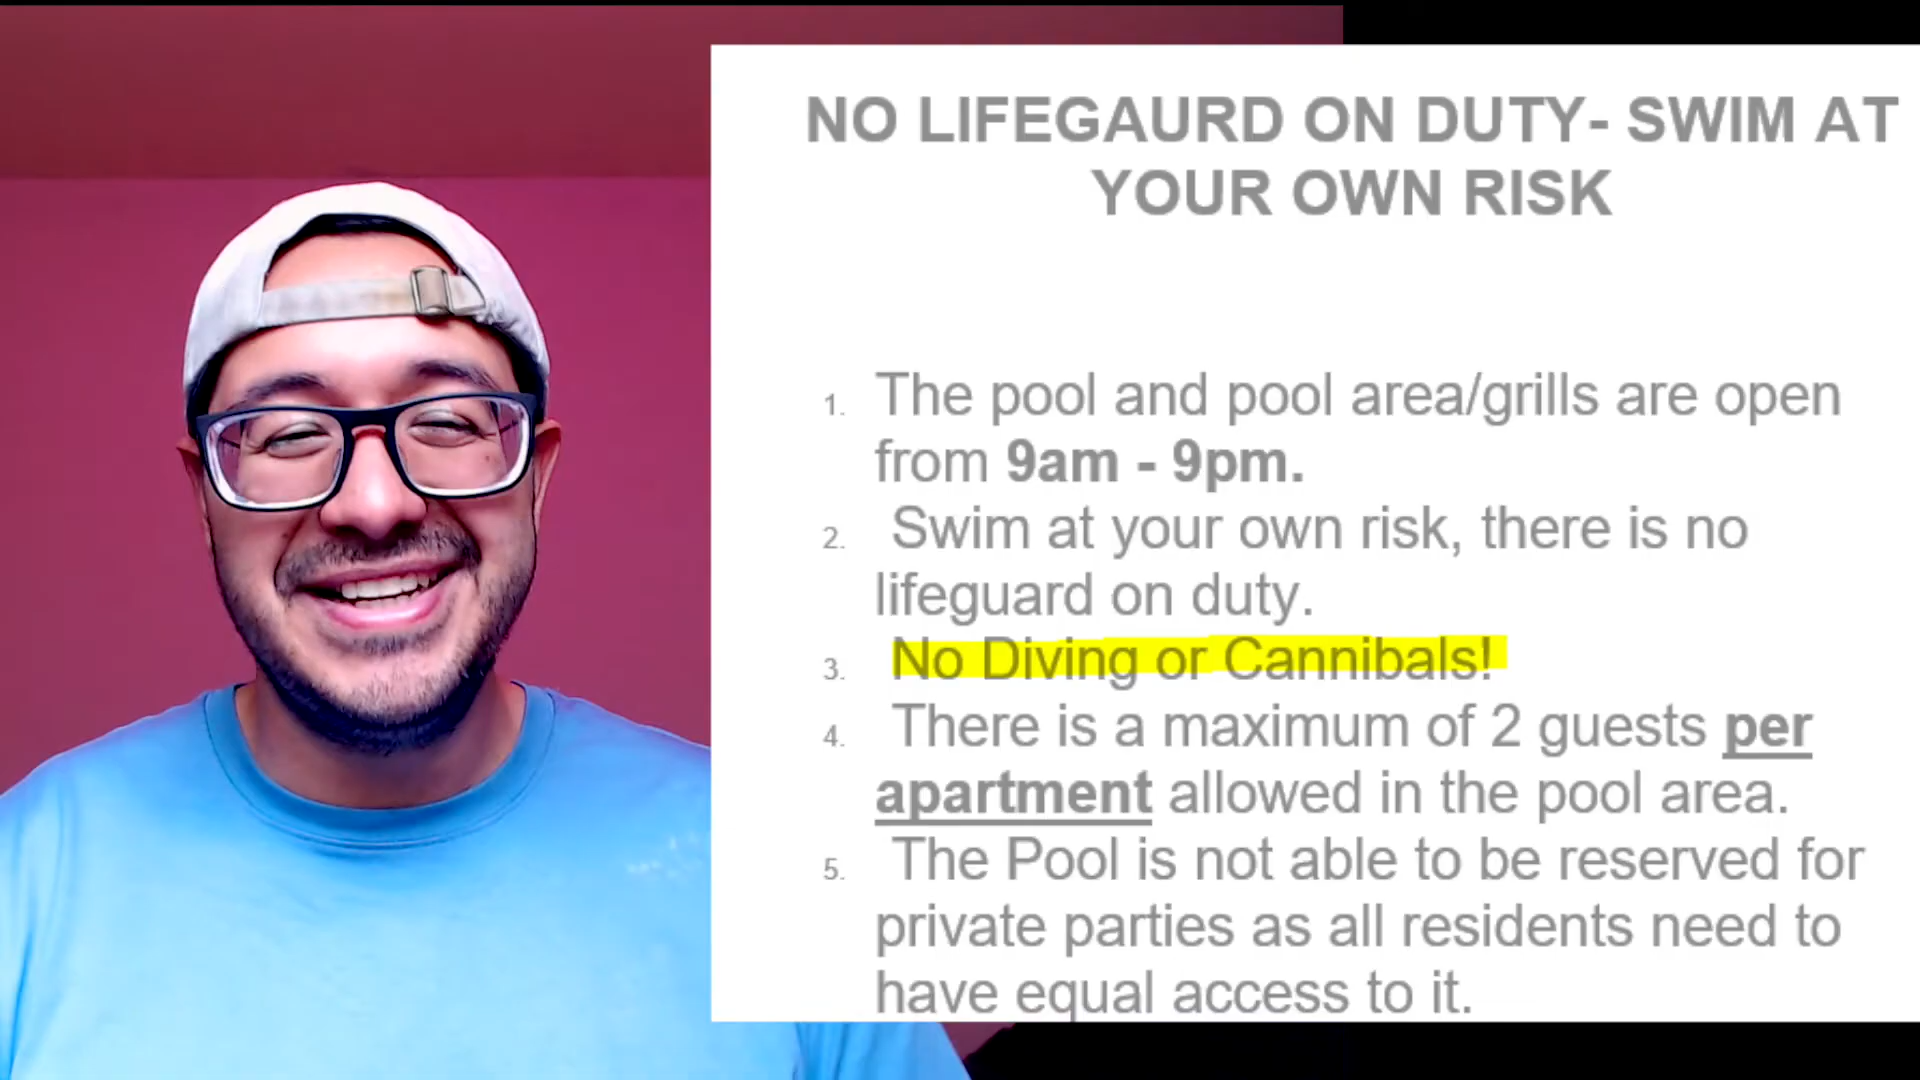 NO LIFEGAURD ON DUTY- SWIM AT
YOUR OWN RISK
1. The pool and pool area/grills are open
from 9am - 9pm.
2. Swim at your own risk, there is no
lifeguard on duty.
3. No Diving or Cannibals!
4. There is a maximum of 2 guests per
apartment allowed in the pool area.
5. The Pool is not able to be reserved for
private parties as all residents need to
have equal access to it.